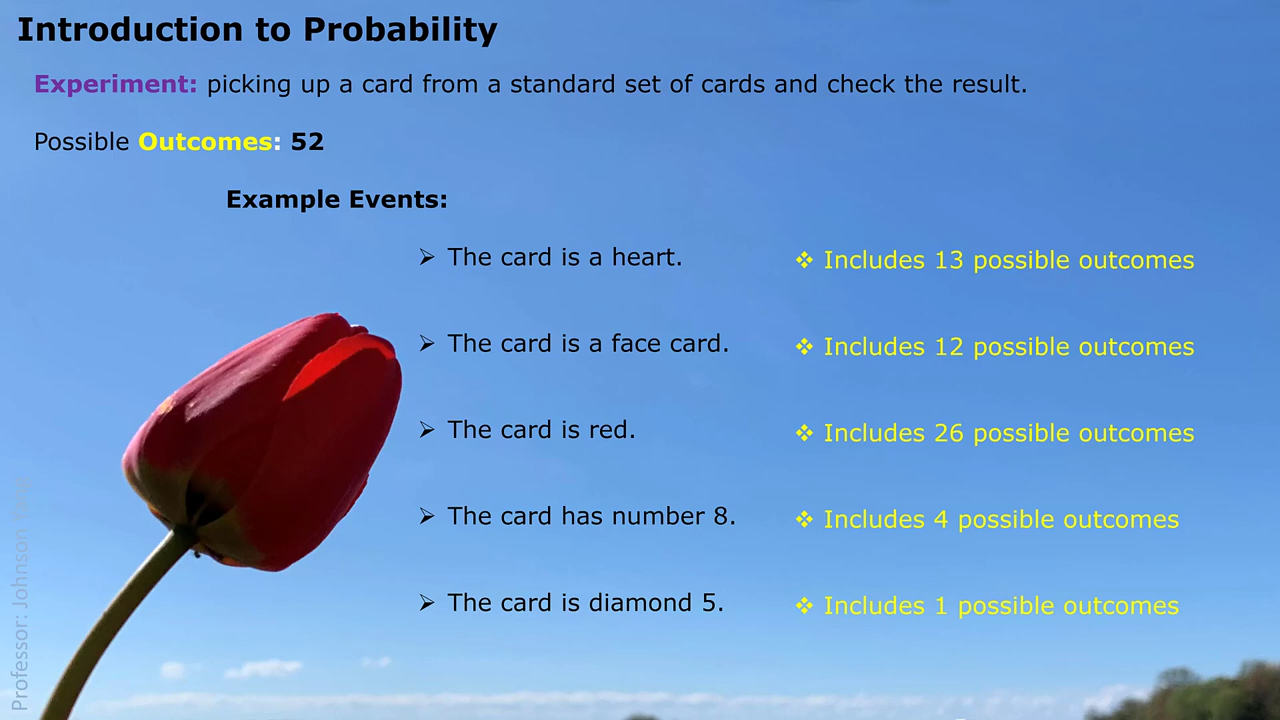 Introduction to Probability
Experiment: picking up a card from a standard set of cards and check the result.
Possible Outcomes: 52
Example Events:
➢ The card is a heart. ❖ Includes 13 possible outcomes
➢ The card is a face card. ❖ Includes 12 possible outcomes
➢ The card is red. ❖ Includes 26 possible outcomes
➢ The card has number 8. ❖ Includes 4 possible outcomes
➢ The card is diamond 5. ❖ Includes 1 possible outcomes
Professor: Johnson